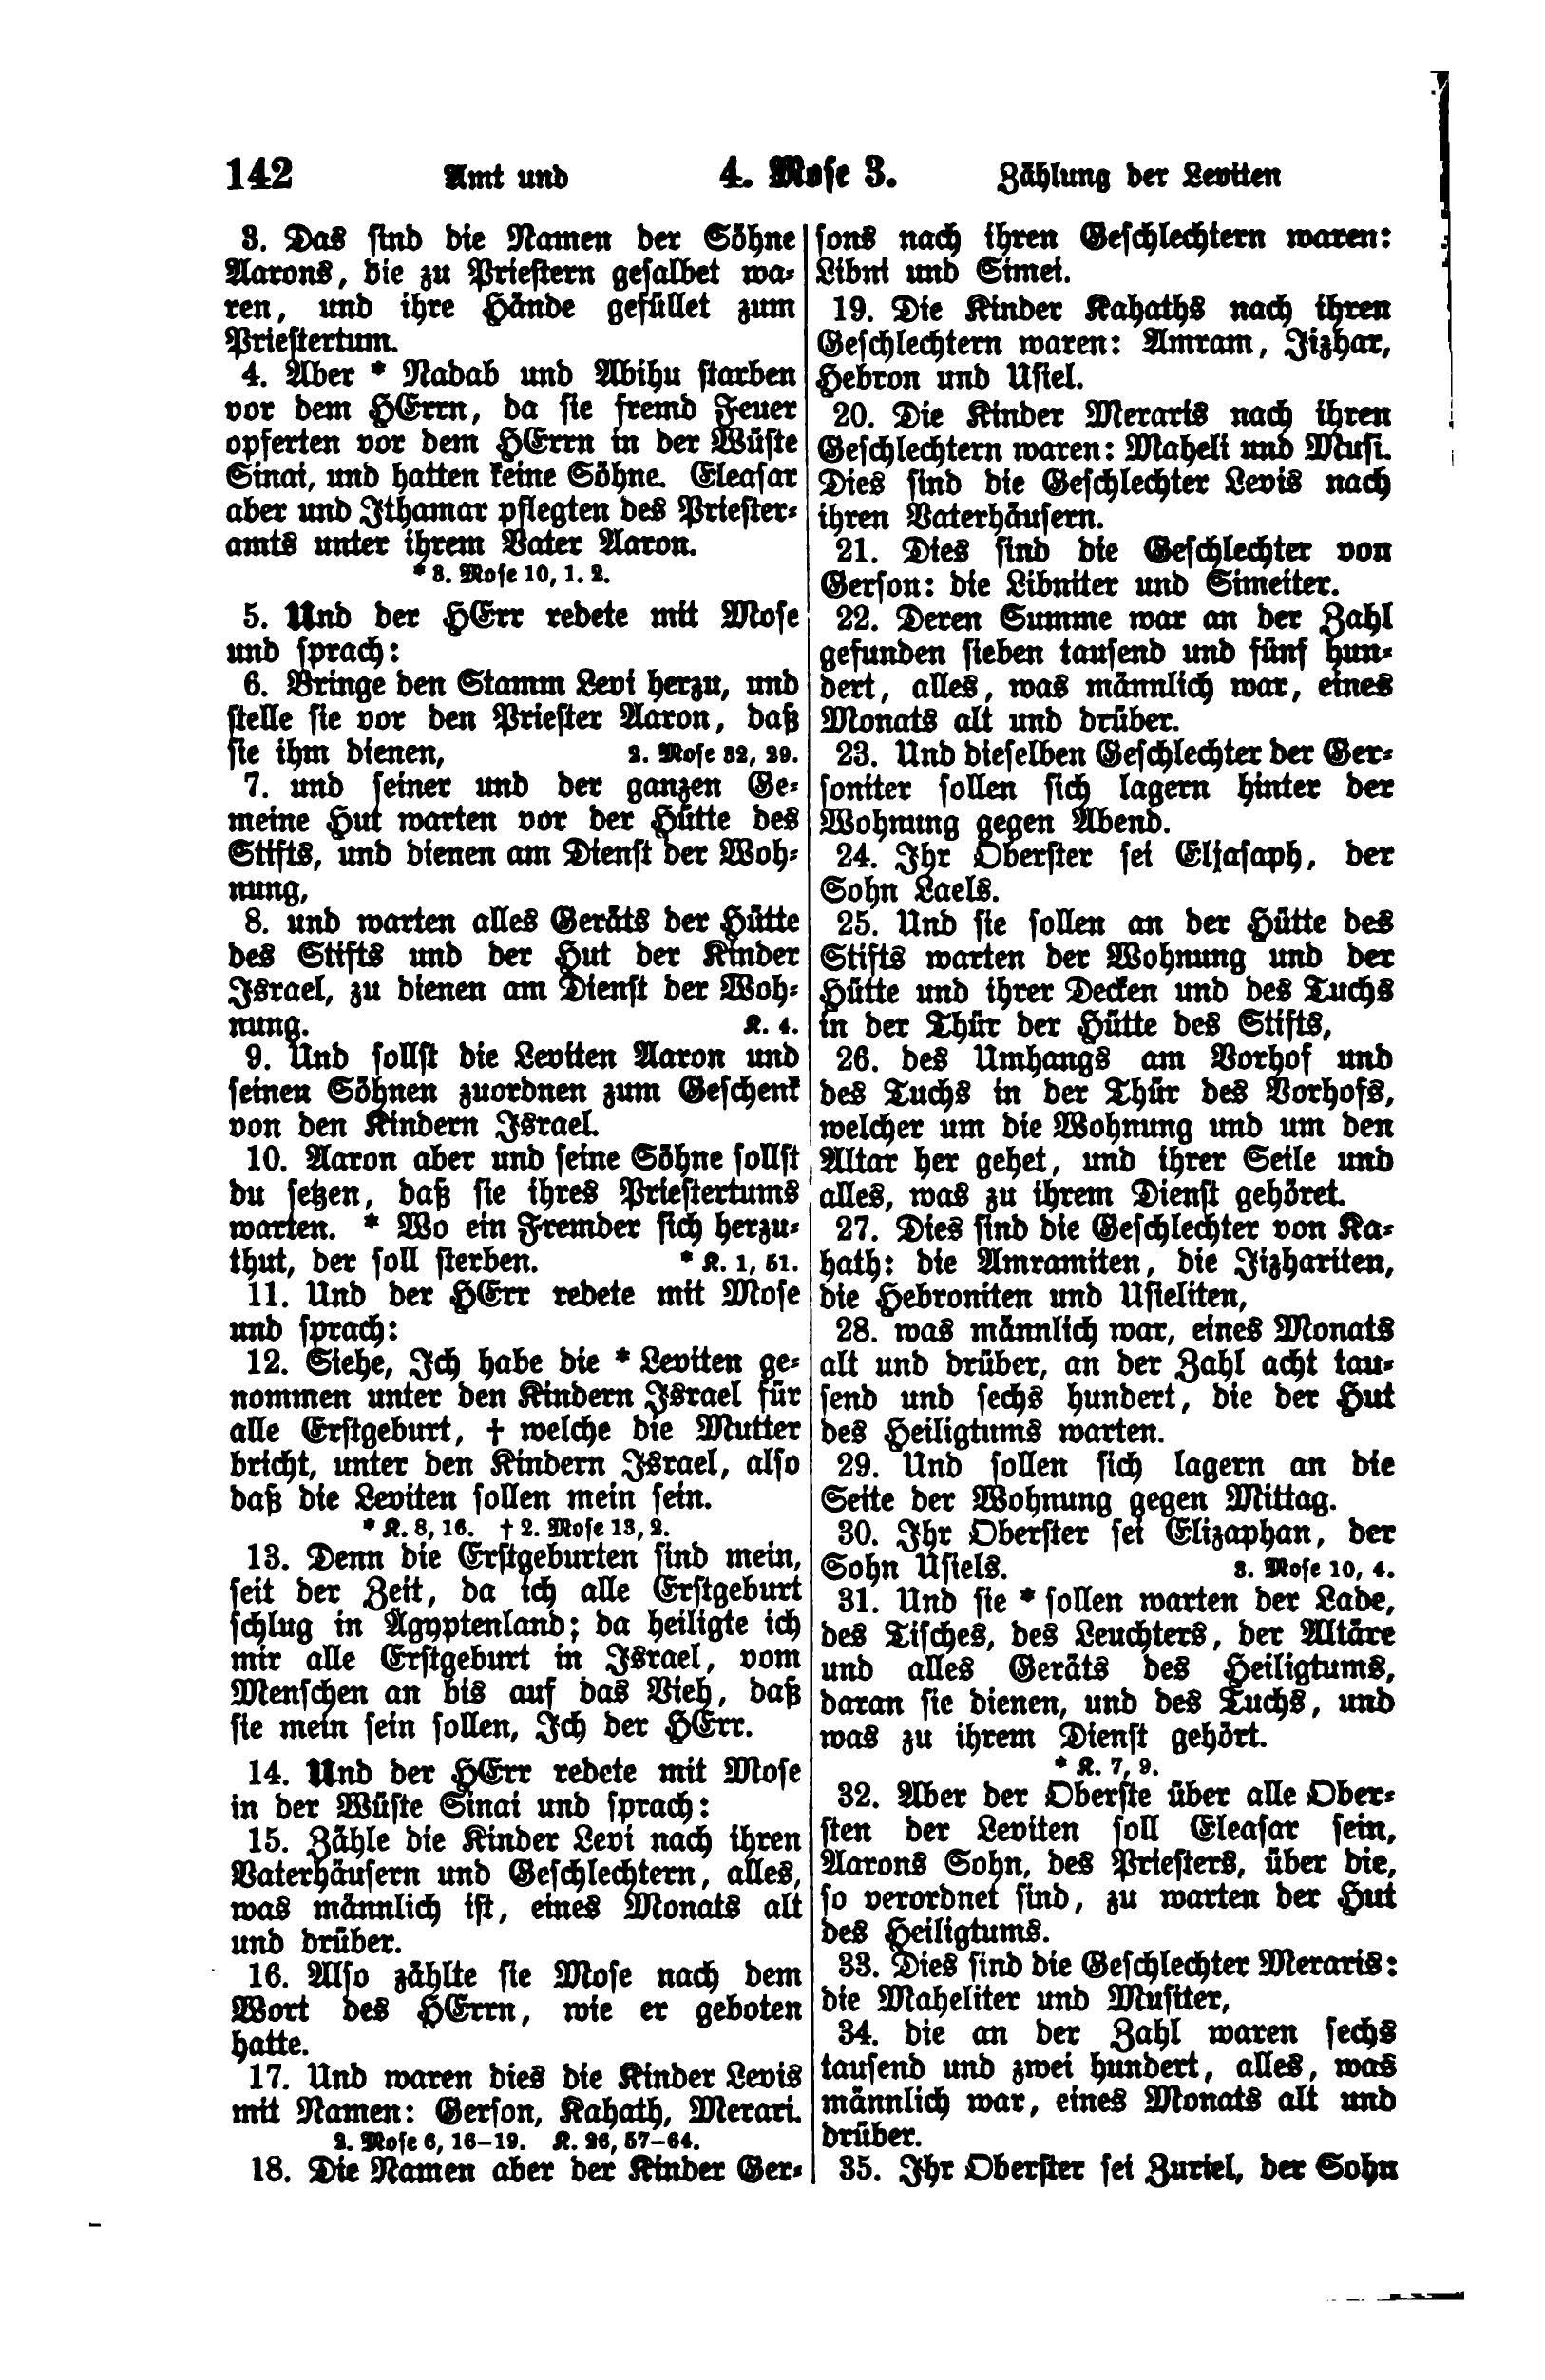 142 Amt und 4. Mose 3. Zählung der Leviten
3. Das sind die Namen der Söhne
Aarons, die zu Priestern gesalbet wa-
ren, und ihre Hände gefüllet zum
Priestertum.
4. Aber * Nadab und Abihu starben
vor dem HErrn, da sie fremd Feuer
opferten vor dem HErrn in der Wüste
Sinai, und hatten keine Söhne. Eleasar
aber und Ithamar pflegten des Priester-
amts unter ihrem Vater Aaron.
* 3. Mose 10, 1. 2.
5. Und der HErr redete mit Mose
und sprach:
6. Bringe den Stamm Levi herzu, und
stelle sie vor den Priester Aaron, daß
sie ihm dienen, 2. Mose 32, 29.
7. und seiner und der ganzen Ge-
meine Hut warten vor der Hütte des
Stifts, und dienen am Dienst der Woh-
nung,
8. und warten alles Geräts der Hütte
des Stifts und der Hut der Kinder
Israel, zu dienen am Dienst der Woh-
nung. K. 4.
9. Und sollst die Leviten Aaron und
seinen Söhnen zuordnen zum Geschenk
von den Kindern Israel.
10. Aaron aber und seine Söhne sollst
du setzen, daß sie ihres Priestertums
warten. * Wo ein Fremder sich herzu-
thut, der soll sterben. * K. 1, 51.
11. Und der HErr redete mit Mose
und sprach:
12. Siehe, Ich habe die * Leviten ge-
nommen unter den Kindern Israel für
alle Erstgeburt, † welche die Mutter
bricht, unter den Kindern Israel, also
daß die Leviten sollen mein sein.
* K. 8, 16. † 2. Mose 13, 2.
13. Denn die Erstgeburten sind mein,
seit der Zeit, da ich alle Erstgeburt
schlug in Ägyptenland; da heiligte ich
mir alle Erstgeburt in Israel, vom
Menschen an bis auf das Vieh, daß
sie mein sein sollen, Ich der HErr.
14. Und der HErr redete mit Mose
in der Wüste Sinai und sprach:
15. Zähle die Kinder Levi nach ihren
Vaterhäusern und Geschlechtern, alles,
was männlich ist, eines Monats alt
und drüber.
16. Also zählte sie Mose nach dem
Wort des HErrn, wie er geboten
hatte.
17. Und waren dies die Kinder Levis
mit Namen: Gerson, Kahath, Merari.
2. Mose 6, 16-19. K. 26, 57-64.
18. Die Namen aber der Kinder Ger-
sons nach ihren Geschlechtern waren:
Libni und Simei.
19. Die Kinder Kahaths nach ihren
Geschlechtern waren: Amram, Jizhar,
Hebron und Usiel.
20. Die Kinder Meraris nach ihren
Geschlechtern waren: Maheli und Musi.
Dies sind die Geschlechter Levis nach
ihren Vaterhäusern.
21. Dies sind die Geschlechter von
Gerson: die Libniter und Simeiter.
22. Deren Summe war an der Zahl
gefunden sieben tausend und fünf hun-
dert, alles, was männlich war, eines
Monats alt und drüber.
23. Und dieselben Geschlechter der Ger-
soniter sollen sich lagern hinter der
Wohnung gegen Abend.
24. Ihr Oberster sei Eljasaph, der
Sohn Laels.
25. Und sie sollen an der Hütte des
Stifts warten der Wohnung und der
Hütte und ihrer Decken und des Tuchs
in der Thür der Hütte des Stifts,
26. des Umhangs am Vorhof und
des Tuchs in der Thür des Vorhofs,
welcher um die Wohnung und um den
Altar her gehet, und ihrer Seile und
alles, was zu ihrem Dienst gehöret.
27. Dies sind die Geschlechter von Ka-
hath: die Amramiten, die Jizhariten,
die Hebroniten und Usieliten,
28. was männlich war, eines Monats
alt und drüber, an der Zahl acht tau-
send und sechs hundert, die der Hut
des Heiligtums warten.
29. Und sollen sich lagern an die
Seite der Wohnung gegen Mittag.
30. Ihr Oberster sei Elizaphan, der
Sohn Usiels. 3. Mose 10, 4.
31. Und sie * sollen warten der Lade,
des Tisches, des Leuchters, der Altäre
und alles Geräts des Heiligtums,
daran sie dienen, und des Tuchs, und
was zu ihrem Dienst gehört.
* K. 7, 9.
32. Aber der Oberste über alle Ober-
sten der Leviten soll Eleasar sein,
Aarons Sohn, des Priesters, über die,
so verordnet sind, zu warten der Hut
des Heiligtums.
33. Dies sind die Geschlechter Meraris:
die Maheliter und Musiter,
34. die an der Zahl waren sechs
tausend und zwei hundert, alles, was
männlich war, eines Monats alt und
drüber.
35. Ihr Oberster sei Zuriel, der Sohn